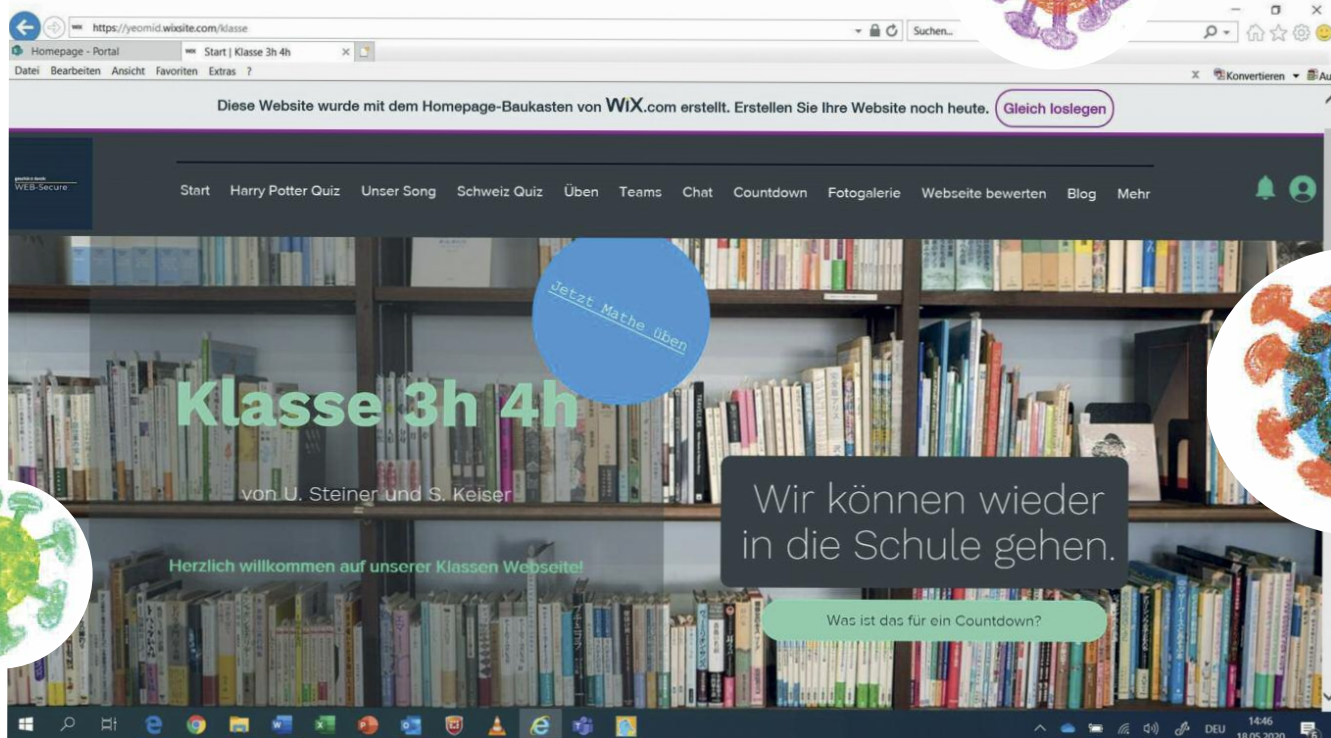 https://yeomid.wixsite.com/klasse
Suchen...
Homepage - Portal
Start | Klasse 3h 4h
Datei Bearbeiten Ansicht Favoriten Extras ?
Konvertieren
Diese Website wurde mit dem Homepage-Baukasten von WiX.com erstellt. Erstellen Sie Ihre Website noch heute. Gleich loslegen
WEB-Secure
Start Harry Potter Quiz Unser Song Schweiz Quiz Üben Teams Chat Countdown Fotogalerie Webseite bewerten Blog Mehr
Jetzt Mathe üben
Klasse 3h 4h
von U. Steiner und S. Keiser
Herzlich willkommen auf unserer Klassen Webseite!
Wir können wieder
in die Schule gehen.
Was ist das für ein Countdown?
DEU
14:46
18.05.2020